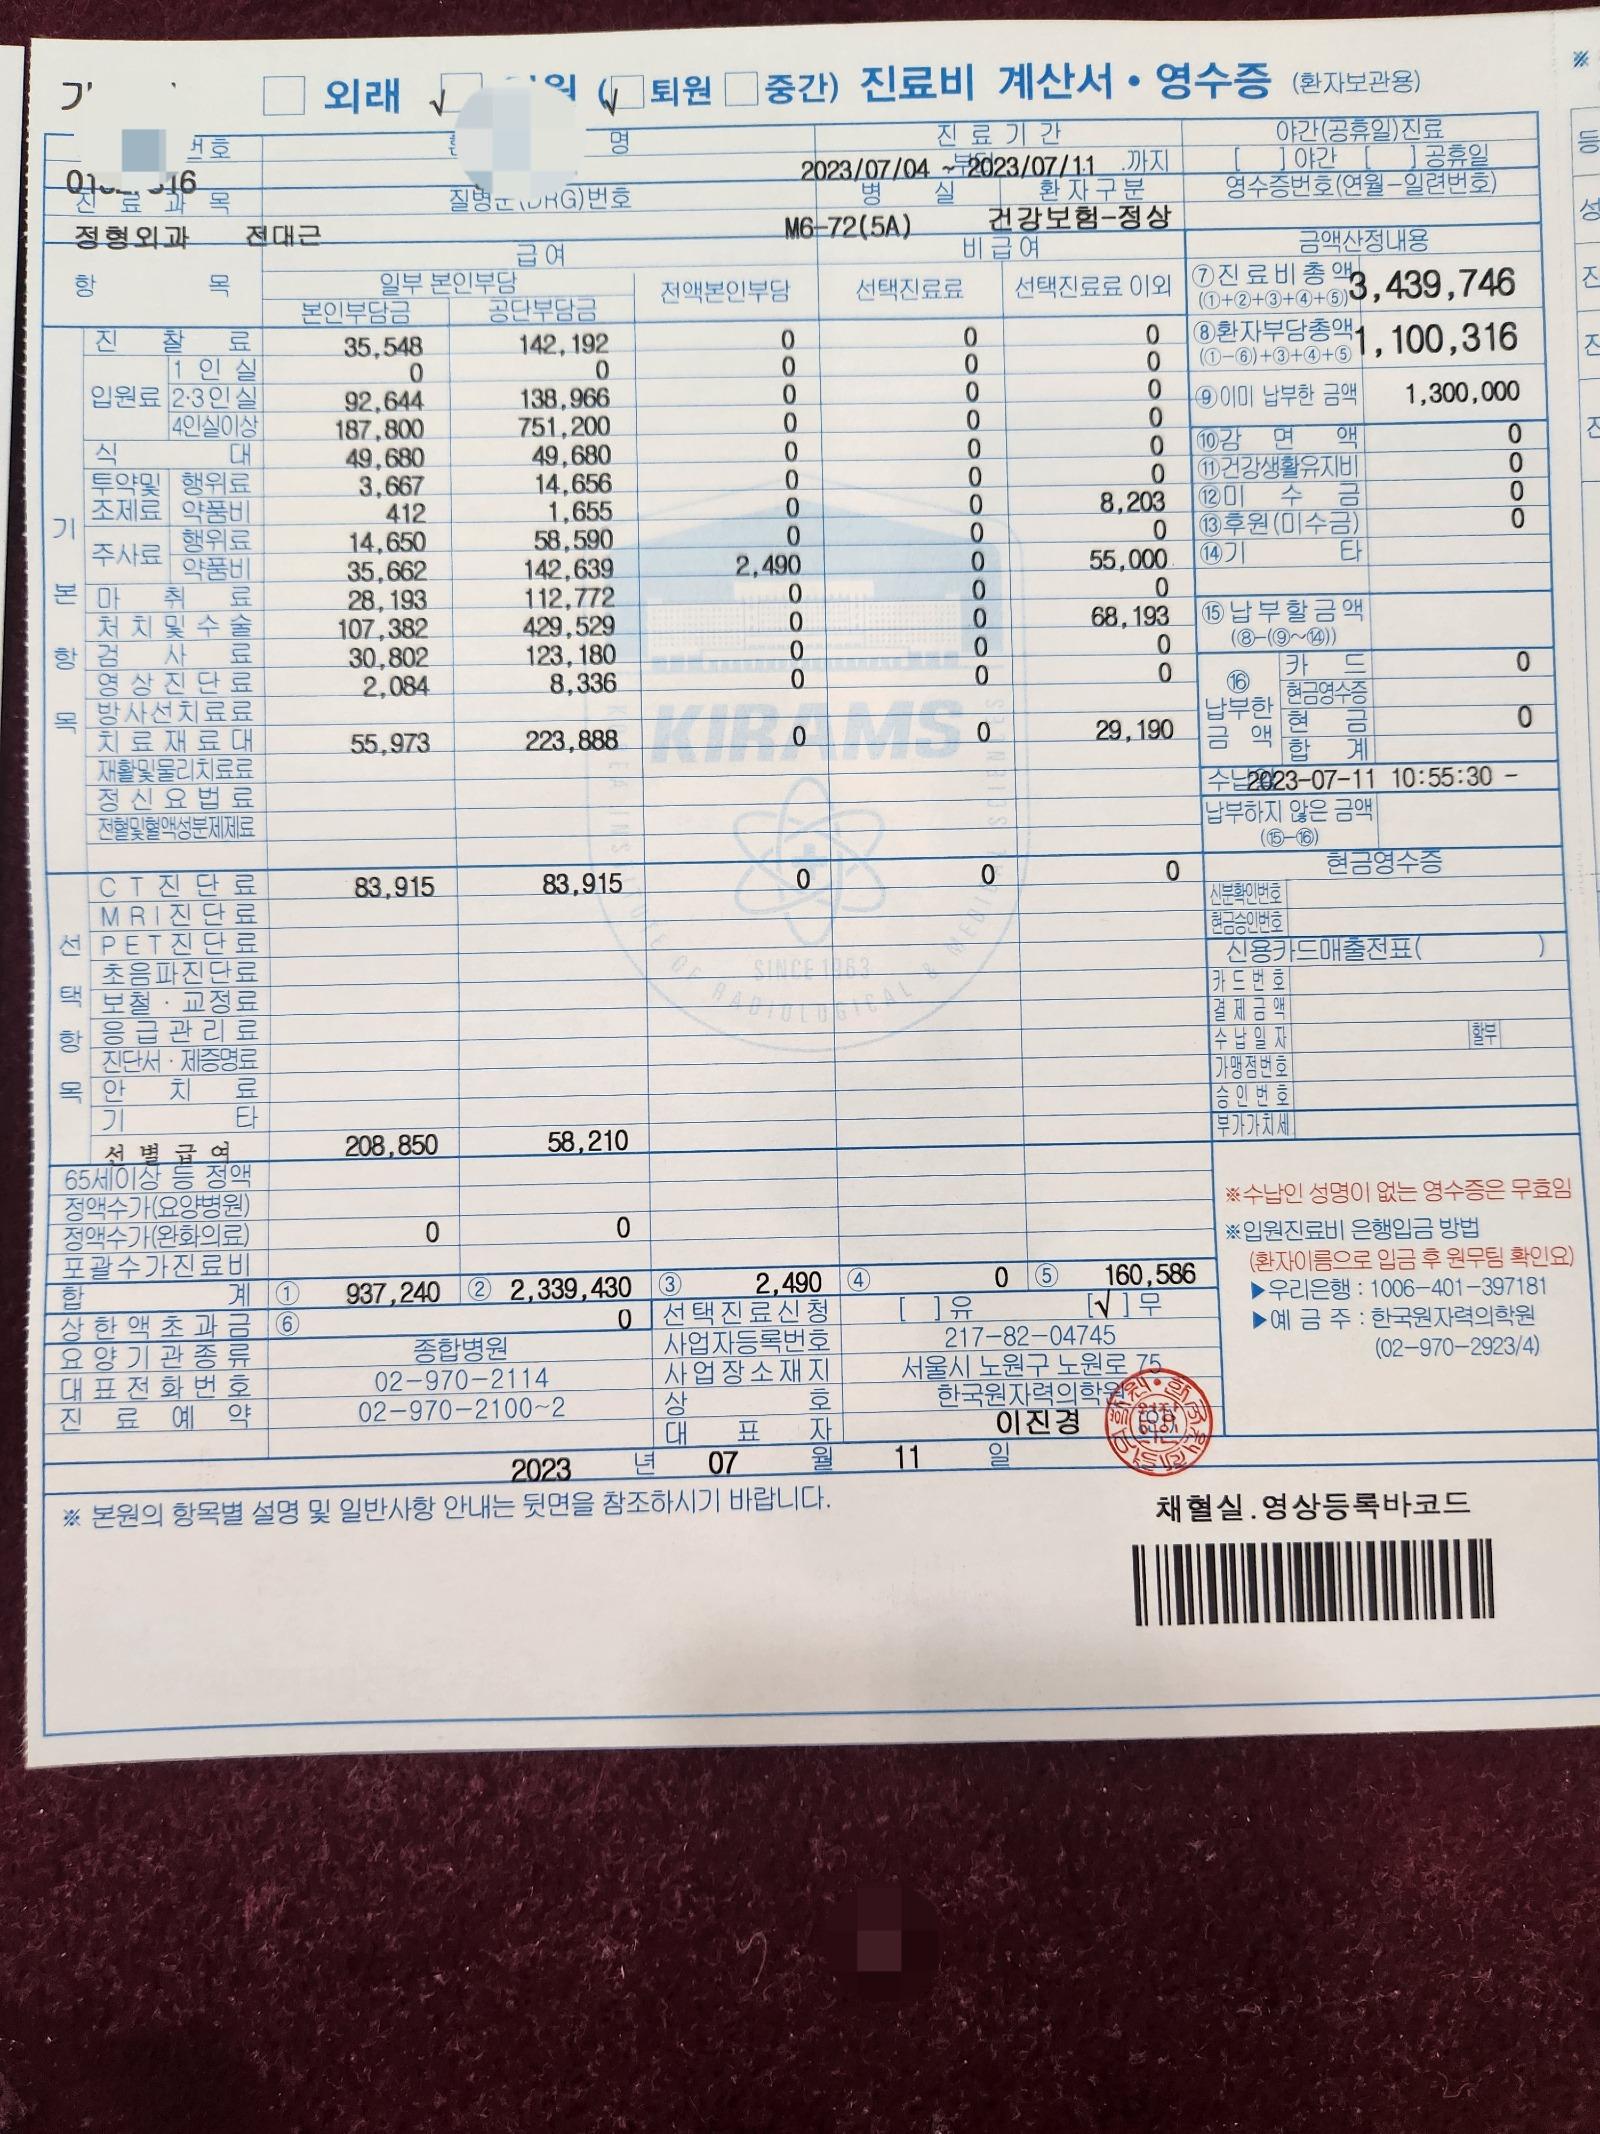 외래 원 (퇴원 중간) 진료비 계산서 • 영수증 (환자보관용)
번호 명 진료기간 야간(공휴일)진료
2023/07/04 ~ 2023/07/11 까지 [ ]야간 [ ]공휴일
진료과목 질병군(DRG)번호 병실 환자구분 영수증번호(연월-일련번호)
정형외과 전대근 M6-72(5A) 건강보험-정상
항목 급여 비급여 금액산정내용
일부 본인부담 전액본인부담 선택진료료 선택진료료 이외
본인부담금 공단부담금
⑦진료비총액 (①+②+③+④+⑤) 3,439,746
기본항목
진찰료 35,548 142,192 0 0 0
⑧환자부담총액 (①-⑥)+③+④+⑤ 1,100,316
입원료 1인실 0 0 0 0 0
2·3인실 92,644 138,966 0 0 0
⑨이미 납부한 금액 1,300,000
4인실이상 187,800 751,200 0 0 0
⑩감면액 0
식대 49,680 49,680 0 0 0
⑪건강생활유지비 0
투약및조제료 행위료 3,667 14,656 0 0 0
⑫미수금 0
약품비 412 1,655 0 0 8,203
⑬후원(미수금) 0
주사료 행위료 14,650 58,590 0 0 0
⑭기타
약품비 35,662 142,639 2,490 0 55,000
마취료 28,193 112,772 0 0 0
처치및수술 107,382 429,529 0 0 68,193
⑮납부할금액 (⑧-(⑨~⑭))
검사료 30,802 123,180 0 0 0
영상진단료 2,084 8,336 0 0 0
⑯납부한금액 카드 0
현금영수증
방사선치료료
현금 0
치료재료대 55,973 223,888 0 0 29,190
합계
재활및물리치료료
수납 2023-07-11 10:55:30 -
정신요법료
납부하지 않은 금액 (⑮-⑯)
전혈및혈액성분제제료
현금영수증
선택항목
CT진단료 83,915 83,915 0 0 0
신분확인번호
MRI진단료
현금승인번호
PET진단료
신용카드매출전표( )
초음파진단료
카드번호
보철·교정료
결제금액
응급관리료
수납일자 할부
진단서·제증명료
가맹점번호
안치료
승인번호
기타
부가가치세
선별급여 208,850 58,210
65세이상 등 정액
※수납인 성명이 없는 영수증은 무효임
정액수가(요양병원)
※입원진료비 은행입금 방법
정액수가(완화의료) 0 0
(환자이름으로 입금 후 원무팀 확인요)
포괄수가진료비
▶우리은행 : 1006-401-397181
합계 ① 937,240 ② 2,339,430 ③ 2,490 ④ 0 ⑤ 160,586
▶예금주 : 한국원자력의학원
상한액초과금 ⑥ 0 선택진료신청 [ ]유 [√]무
(02-970-2923/4)
요양기관종류 종합병원 사업자등록번호 217-82-04745
대표전화번호 02-970-2114 사업장소재지 서울시 노원구 노원로 75
진료예약 02-970-2100~2 상호 한국원자력의학원
대표자 이진경
2023 년 07 월 11 일
※ 본원의 항목별 설명 및 일반사항 안내는 뒷면을 참조하시기 바랍니다.
채혈실.영상등록바코드
KIRAMS
SINCE 1963